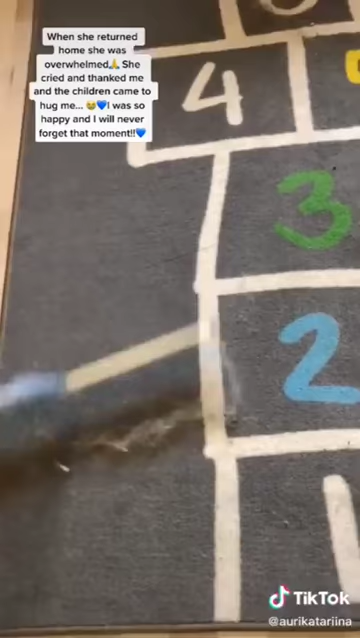 When she returned
home she was
overwhelmed🙏 She
cried and thanked me
and the children came to
hug me... 😭💙I was so
happy and I will never
forget that moment!!💙
4
3
2
1
TikTok
@aurikatariina